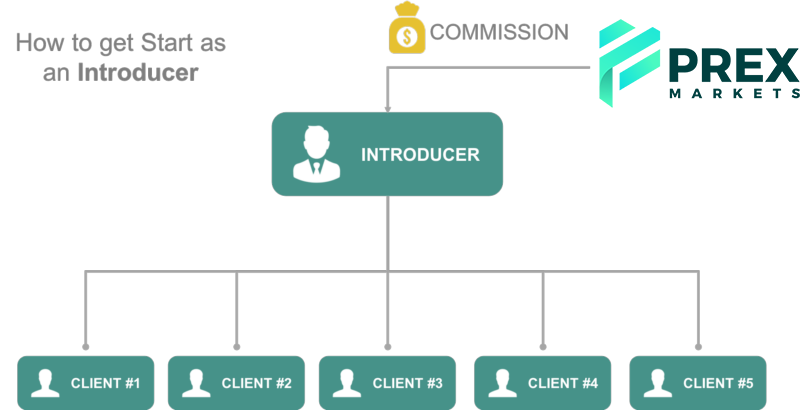 How to get Start as
an Introducer
$
COMMISSION
PREX
MARKETS
INTRODUCER
CLIENT #1
CLIENT #2
CLIENT #3
CLIENT #4
CLIENT #5